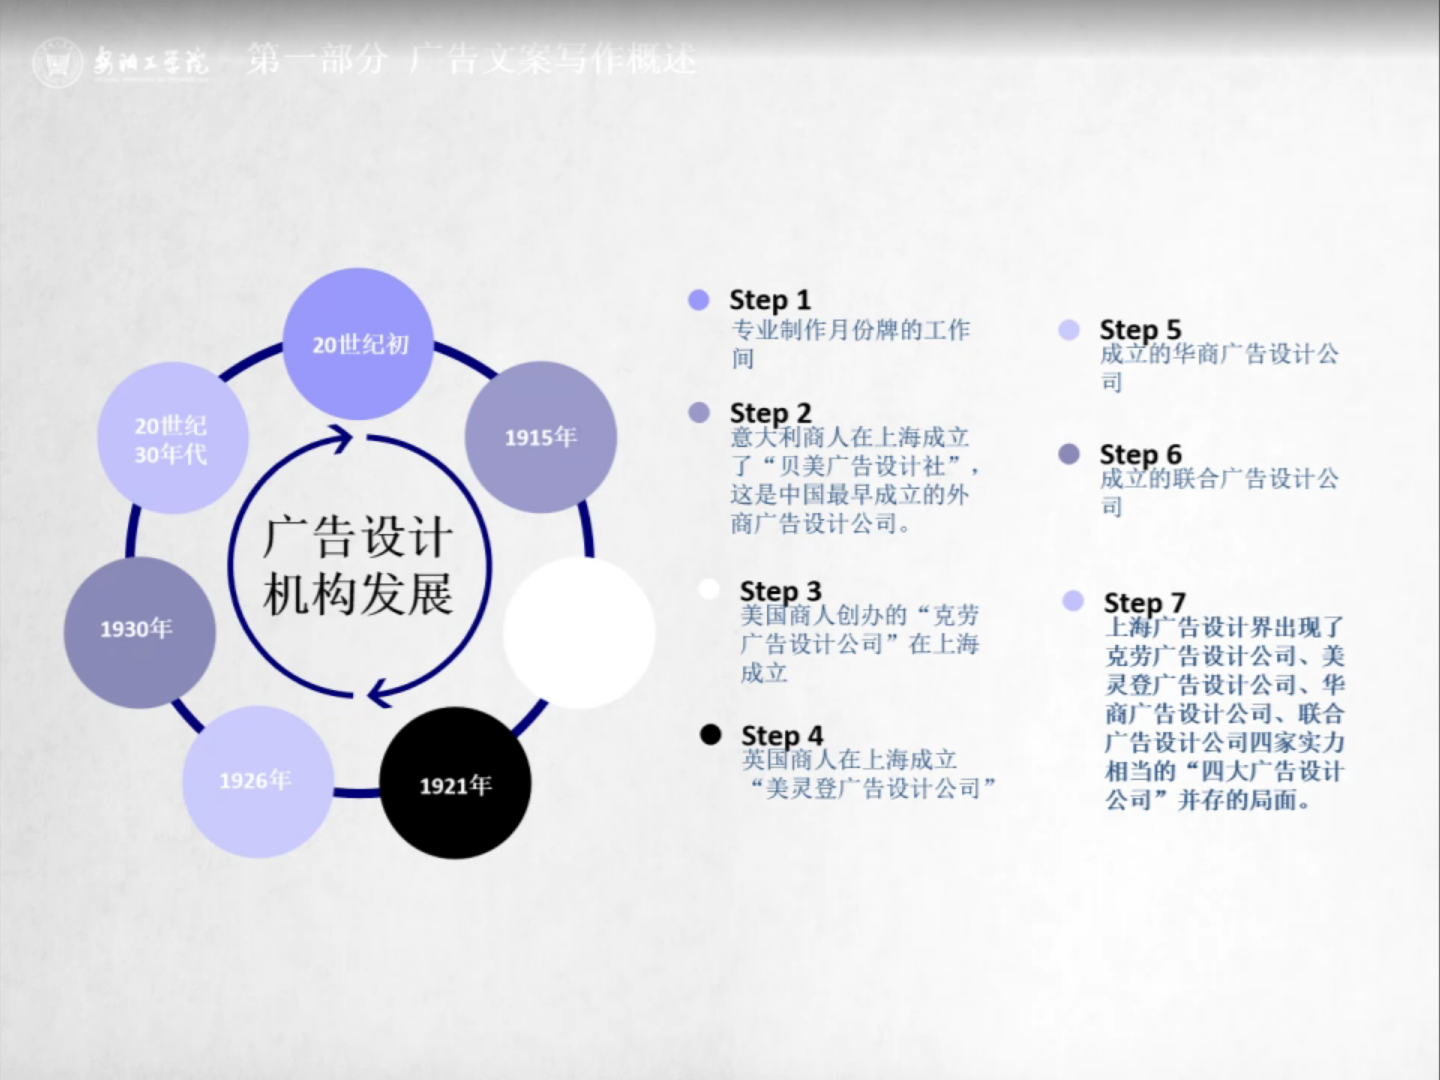 安阳工学院
第一部分 广告文案写作概述
20世纪初
1915年
1921年
1926年
1930年
20世纪
30年代
广告设计
机构发展
Step 1
专业制作月份牌的工作
间
Step 2
意大利商人在上海成立
了“贝美广告设计社”，
这是中国最早成立的外
商广告设计公司。
Step 3
美国商人创办的“克劳
广告设计公司”在上海
成立
Step 4
英国商人在上海成立
“美灵登广告设计公司”
Step 5
成立的华商广告设计公
司
Step 6
成立的联合广告设计公
司
Step 7
上海广告设计界出现了
克劳广告设计公司、美
灵登广告设计公司、华
商广告设计公司、联合
广告设计公司四家实力
相当的“四大广告设计
公司”并存的局面。